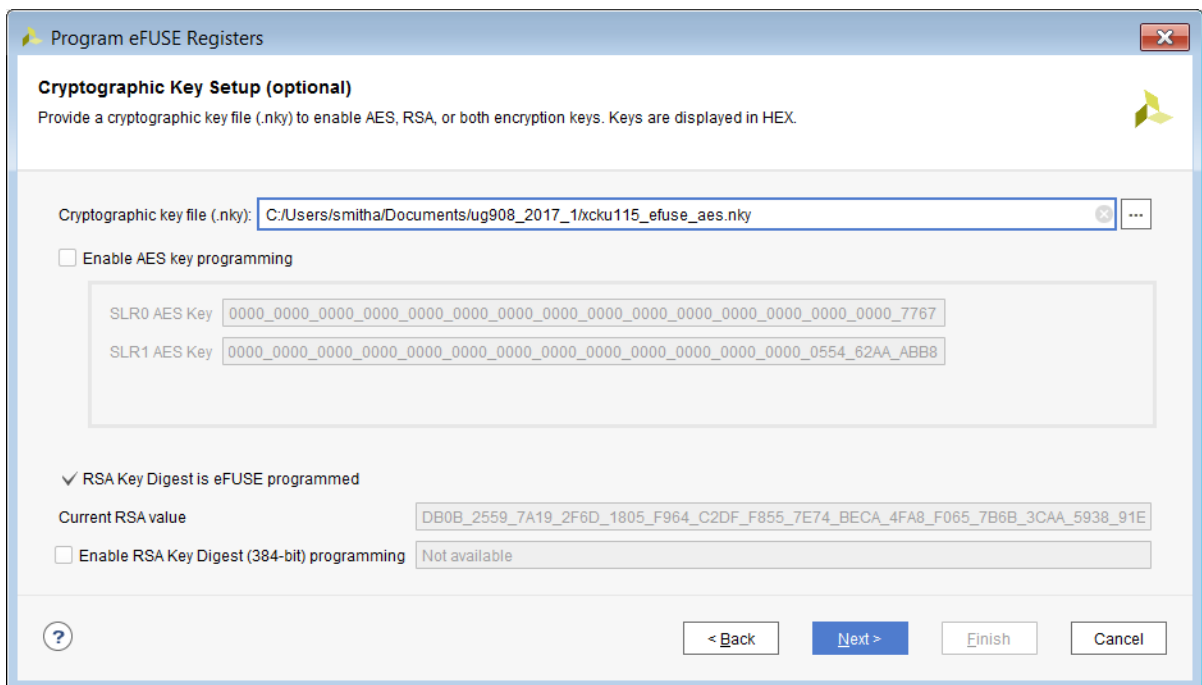 Program eFUSE Registers
Cryptographic Key Setup (optional)
Provide a cryptographic key file (.nky) to enable AES, RSA, or both encryption keys. Keys are displayed in HEX.
Cryptographic key file (.nky): C:/Users/smitha/Documents/ug908_2017_1/xcku115_efuse_aes.nky ...
Enable AES key programming
SLR0 AES Key 0000_0000_0000_0000_0000_0000_0000_0000_0000_0000_0000_0000_0000_0000_0000_7767
SLR1 AES Key 0000_0000_0000_0000_0000_0000_0000_0000_0000_0000_0000_0000_0000_0554_62AA_ABB8
RSA Key Digest is eFUSE programmed
Current RSA value DB0B_2559_7A19_2F6D_1805_F964_C2DF_F855_7E74_BECA_4FA8_F065_7B6B_3CAA_5938_91E
Enable RSA Key Digest (384-bit) programming Not available
? < Back Next > Finish Cancel